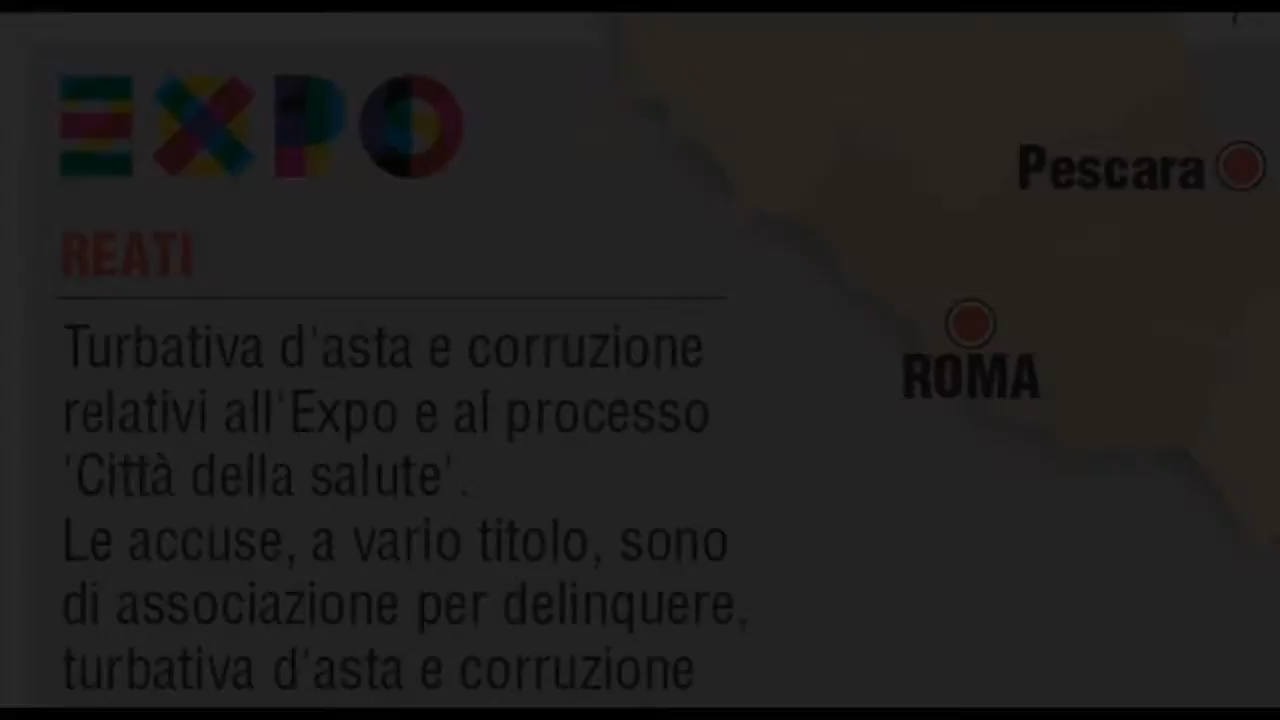 EXPO
Pescara
REATI
ROMA
Turbativa d'asta e corruzione
relativi all'Expo e al processo
'Città della salute'.
Le accuse, a vario titolo, sono
di associazione per delinquere,
turbativa d'asta e corruzione